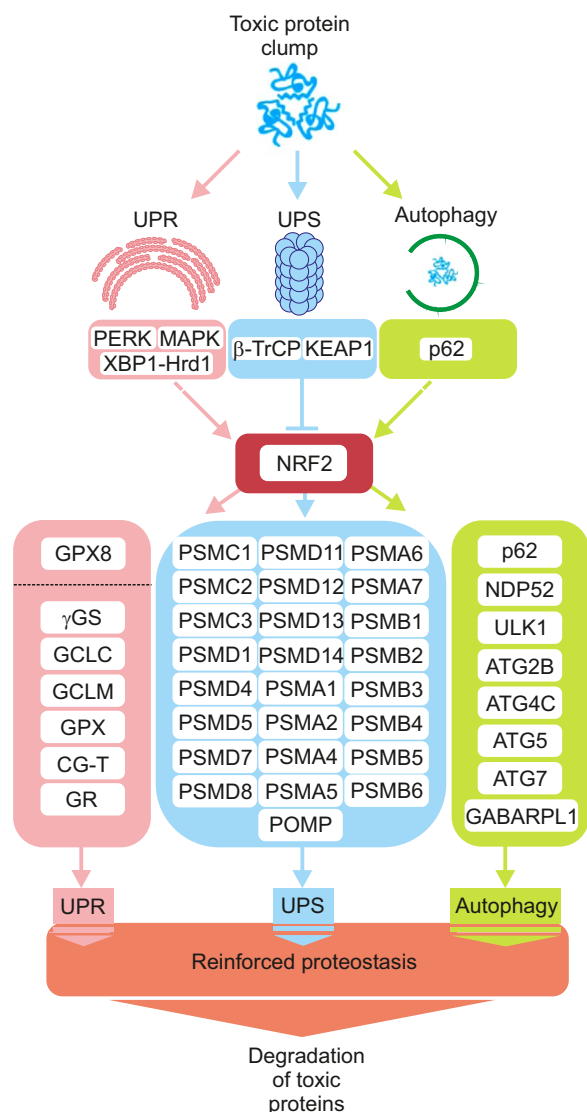 Toxic protein
clump
UPR
UPS
Autophagy
PERK MAPK
XBP1-Hrd1
β-TrCP KEAP1
p62
NRF2
GPX8
γGS
GCLC
GCLM
GPX
CG-T
GR
PSMC1 PSMD11 PSMA6
PSMC2 PSMD12 PSMA7
PSMC3 PSMD13 PSMB1
PSMD1 PSMD14 PSMB2
PSMD4 PSMA1 PSMB3
PSMD5 PSMA2 PSMB4
PSMD7 PSMA4 PSMB5
PSMD8 PSMA5 PSMB6
POMP
p62
NDP52
ULK1
ATG2B
ATG4C
ATG5
ATG7
GABARPL1
UPR
UPS
Autophagy
Reinforced proteostasis
Degradation
of toxic
proteins